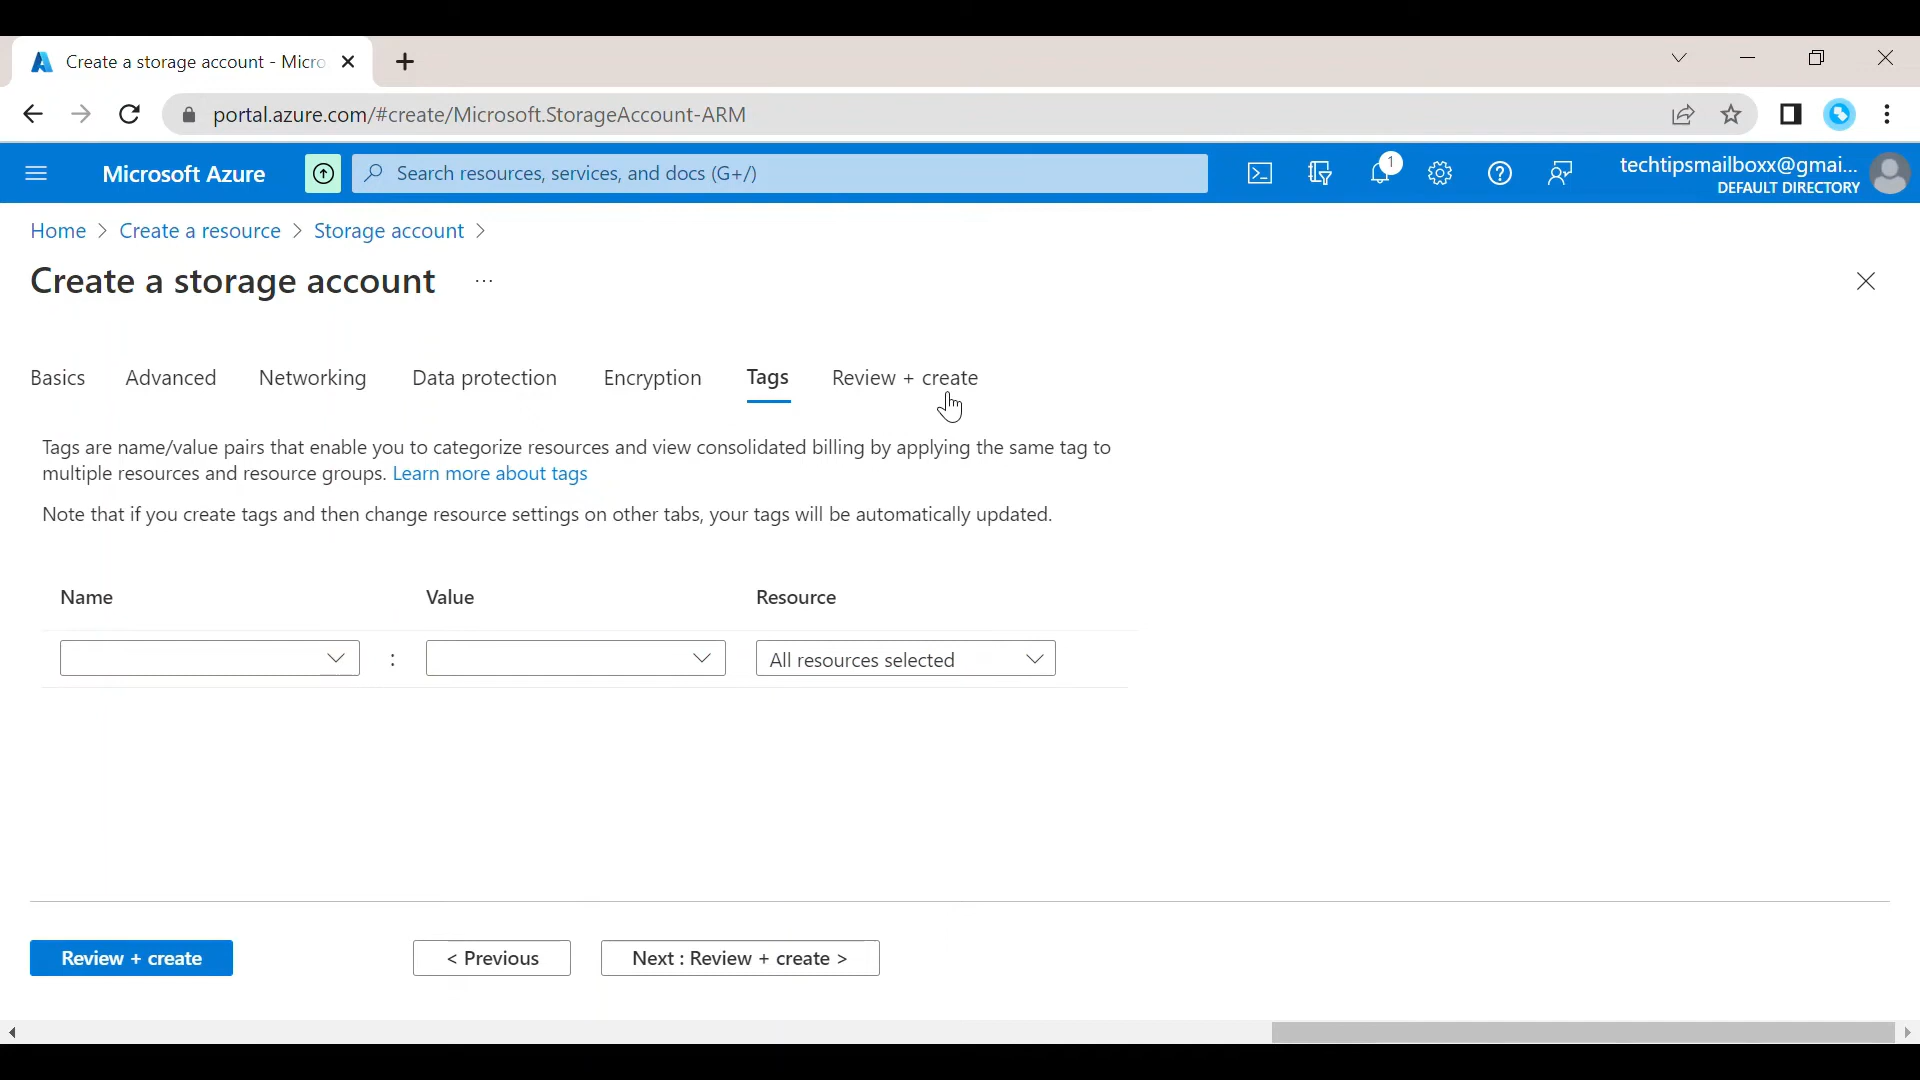 Create a storage account - Micro
portal.azure.com/#create/Microsoft.StorageAccount-ARM
Microsoft Azure
Search resources, services, and docs (G+/)
1
techtipsmailboxx@gmai...
DEFAULT DIRECTORY
Home > Create a resource > Storage account >
Create a storage account ...
Basics Advanced Networking Data protection Encryption Tags Review + create
Tags are name/value pairs that enable you to categorize resources and view consolidated billing by applying the same tag to
multiple resources and resource groups. Learn more about tags
Note that if you create tags and then change resource settings on other tabs, your tags will be automatically updated.
Name Value Resource
: All resources selected
Review + create < Previous Next : Review + create >